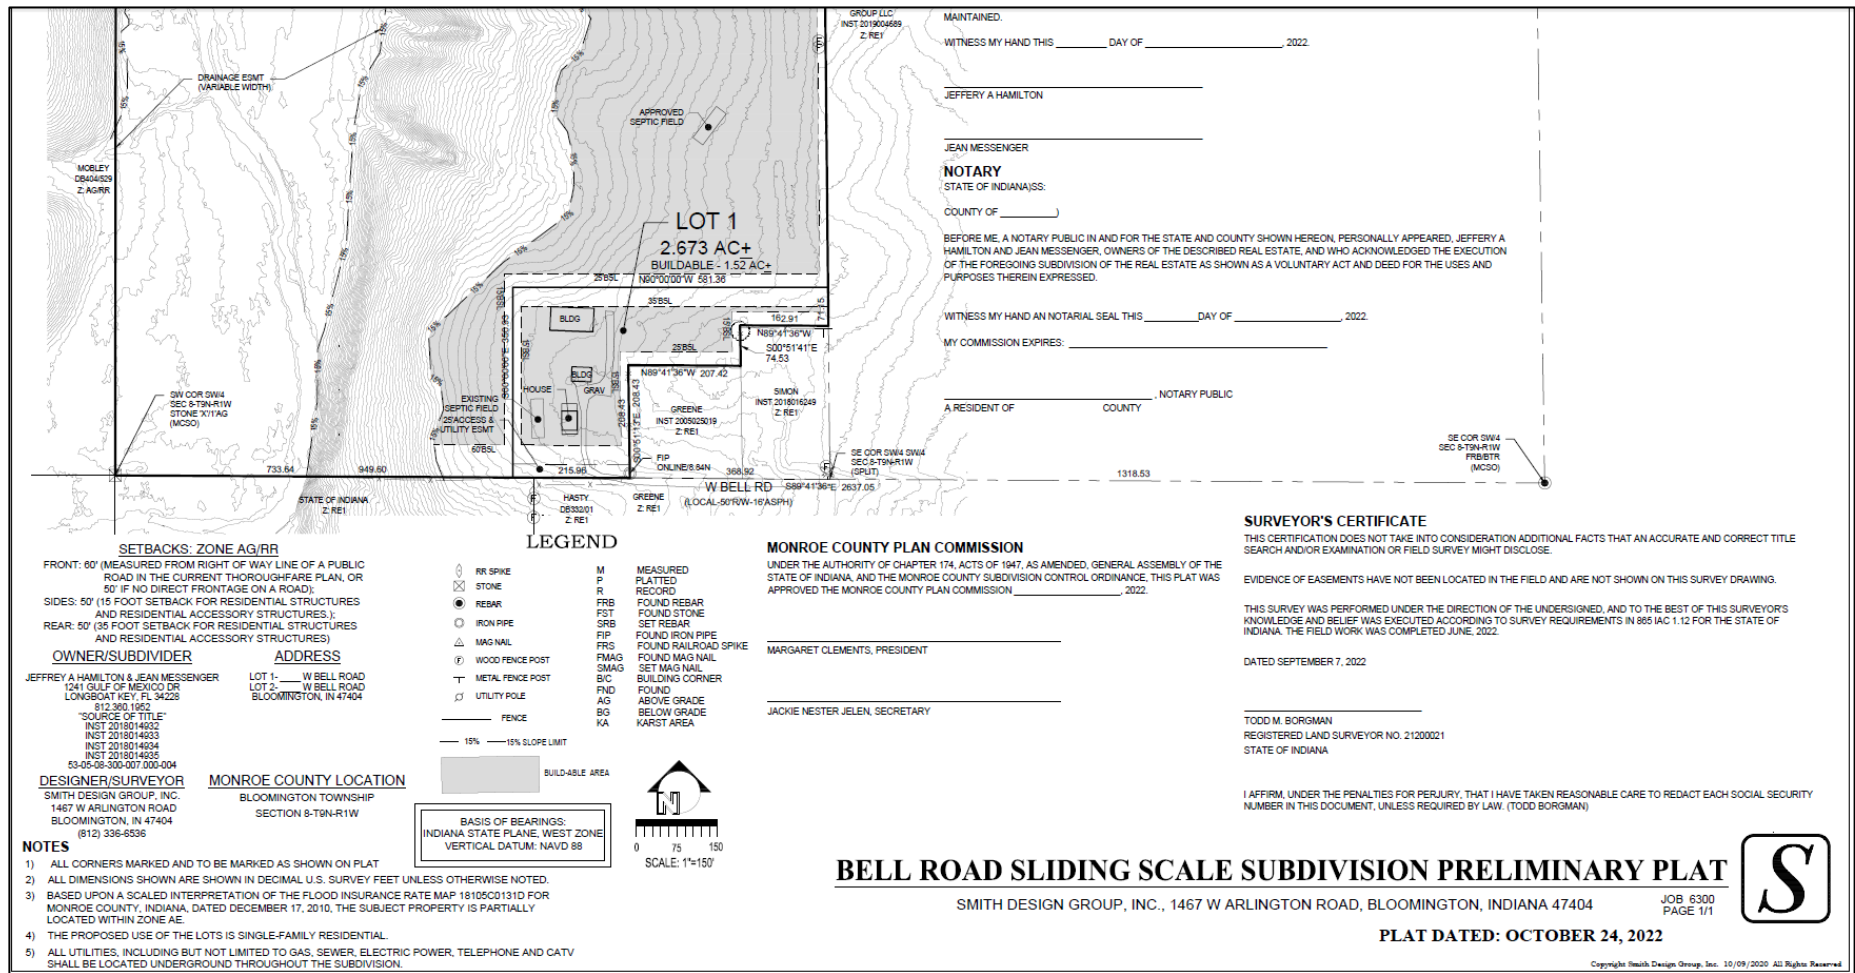 GROUP LLC
INST 2019004689
Z: RE1
15%
DRAINAGE ESMT
(VARIABLE WIDTH)
APPROVED
SEPTIC FIELD
MOBLEY
DB404/529
Z: AG/RR
LOT 1
2.673 AC±
BUILDABLE - 1.52 AC±
25'BSL
N90°00'00"W 581.36
35'BSL
15'BSL
BLDG
162.91
71.15
N89°41'36"W
S00°51'41"E
74.53
25'BSL
N89°41'36"W 207.42
BLDG
HOUSE
GRAV
EXISTING
SEPTIC FIELD
25'ACCESS &
UTILITY ESMT
60'BSL
208.43
S00°51'13"E 208.43
GREENE
INST 2005025019
Z: RE1
SIMON
INST 2018016249
Z: RE1
SW COR SW/4
SEC 8-T9N-R1W
STONE 'X'/1'AG
(MCSO)
FIP
ONLINE/8.84N
SE COR SW/4 SW/4
SEC 8-T9N-R1W
(SPLIT)
SE COR SW/4
SEC 8-T9N-R1W
FRB/BTR
(MCSO)
733.64
949.60
215.96
368.92
1318.53
W BELL RD
S89°41'36"E 2637.05
(LOCAL-50'R/W-16'ASPH)
STATE OF INDIANA
Z: RE1
HASTY
DB332/01
Z: RE1
GREENE
Z: RE1
MAINTAINED.
WITNESS MY HAND THIS ________ DAY OF ______________________, 2022.
JEFFERY A HAMILTON
JEAN MESSENGER
NOTARY
STATE OF INDIANA)SS:
COUNTY OF _________)
BEFORE ME, A NOTARY PUBLIC IN AND FOR THE STATE AND COUNTY SHOWN HEREON, PERSONALLY APPEARED, JEFFERY A
HAMILTON AND JEAN MESSENGER, OWNERS OF THE DESCRIBED REAL ESTATE, AND WHO ACKNOWLEDGED THE EXECUTION
OF THE FOREGOING SUBDIVISION OF THE REAL ESTATE AS SHOWN AS A VOLUNTARY ACT AND DEED FOR THE USES AND
PURPOSES THEREIN EXPRESSED.
WITNESS MY HAND AN NOTARIAL SEAL THIS _________DAY OF _________________, 2022.
MY COMMISSION EXPIRES: ____________________
____________________, NOTARY PUBLIC
A RESIDENT OF COUNTY
SETBACKS: ZONE AG/RR
FRONT: 60' (MEASURED FROM RIGHT OF WAY LINE OF A PUBLIC
ROAD IN THE CURRENT THOROUGHFARE PLAN, OR
50' IF NO DIRECT FRONTAGE ON A ROAD);
SIDES: 50' (15 FOOT SETBACK FOR RESIDENTIAL STRUCTURES
AND RESIDENTIAL ACCESSORY STRUCTURES.);
REAR: 50' (35 FOOT SETBACK FOR RESIDENTIAL STRUCTURES
AND RESIDENTIAL ACCESSORY STRUCTURES)
OWNER/SUBDIVIDER
JEFFREY A HAMILTON & JEAN MESSENGER
1241 GULF OF MEXICO DR
LONGBOAT KEY, FL 34228
812.360.1952
"SOURCE OF TITLE"
INST 2018014932
INST 2018014933
INST 2018014934
INST 2018014935
53-05-08-300-007.000-004
ADDRESS
LOT 1- ____ W BELL ROAD
LOT 2- ____ W BELL ROAD
BLOOMINGTON, IN 47404
DESIGNER/SURVEYOR
SMITH DESIGN GROUP, INC.
1467 W ARLINGTON ROAD
BLOOMINGTON, IN 47404
(812) 336-6536
MONROE COUNTY LOCATION
BLOOMINGTON TOWNSHIP
SECTION 8-T9N-R1W
NOTES
1) ALL CORNERS MARKED AND TO BE MARKED AS SHOWN ON PLAT
2) ALL DIMENSIONS SHOWN ARE SHOWN IN DECIMAL U.S. SURVEY FEET UNLESS OTHERWISE NOTED.
3) BASED UPON A SCALED INTERPRETATION OF THE FLOOD INSURANCE RATE MAP 18105C0131D FOR
MONROE COUNTY, INDIANA, DATED DECEMBER 17, 2010, THE SUBJECT PROPERTY IS PARTIALLY
LOCATED WITHIN ZONE AE.
4) THE PROPOSED USE OF THE LOTS IS SINGLE-FAMILY RESIDENTIAL.
5) ALL UTILITIES, INCLUDING BUT NOT LIMITED TO GAS, SEWER, ELECTRIC POWER, TELEPHONE AND CATV
SHALL BE LOCATED UNDERGROUND THROUGHOUT THE SUBDIVISION.
LEGEND
RR SPIKE
STONE
REBAR
IRON PIPE
MAG NAIL
F WOOD FENCE POST
METAL FENCE POST
UTILITY POLE
FENCE
15% 15% SLOPE LIMIT
BUILD-ABLE AREA
M MEASURED
P PLATTED
R RECORD
FRB FOUND REBAR
FST FOUND STONE
SRB SET REBAR
FIP FOUND IRON PIPE
FRS FOUND RAILROAD SPIKE
FMAG FOUND MAG NAIL
SMAG SET MAG NAIL
B/C BUILDING CORNER
FND FOUND
AG ABOVE GRADE
BG BELOW GRADE
KA KARST AREA
BASIS OF BEARINGS:
INDIANA STATE PLANE, WEST ZONE
VERTICAL DATUM: NAVD 88
N
0 75 150
SCALE: 1"=150'
MONROE COUNTY PLAN COMMISSION
UNDER THE AUTHORITY OF CHAPTER 174, ACTS OF 1947, AS AMENDED, GENERAL ASSEMBLY OF THE
STATE OF INDIANA, AND THE MONROE COUNTY SUBDIVISION CONTROL ORDINANCE, THIS PLAT WAS
APPROVED THE MONROE COUNTY PLAN COMMISSION ________________, 2022.
MARGARET CLEMENTS, PRESIDENT
JACKIE NESTER JELEN, SECRETARY
SURVEYOR'S CERTIFICATE
THIS CERTIFICATION DOES NOT TAKE INTO CONSIDERATION ADDITIONAL FACTS THAT AN ACCURATE AND CORRECT TITLE
SEARCH AND/OR EXAMINATION OR FIELD SURVEY MIGHT DISCLOSE.
EVIDENCE OF EASEMENTS HAVE NOT BEEN LOCATED IN THE FIELD AND ARE NOT SHOWN ON THIS SURVEY DRAWING.
THIS SURVEY WAS PERFORMED UNDER THE DIRECTION OF THE UNDERSIGNED, AND TO THE BEST OF THIS SURVEYOR'S
KNOWLEDGE AND BELIEF WAS EXECUTED ACCORDING TO SURVEY REQUIREMENTS IN 865 IAC 1.12 FOR THE STATE OF
INDIANA. THE FIELD WORK WAS COMPLETED JUNE, 2022.
DATED SEPTEMBER 7, 2022
TODD M. BORGMAN
REGISTERED LAND SURVEYOR NO. 21200021
STATE OF INDIANA
I AFFIRM, UNDER THE PENALTIES FOR PERJURY, THAT I HAVE TAKEN REASONABLE CARE TO REDACT EACH SOCIAL SECURITY
NUMBER IN THIS DOCUMENT, UNLESS REQUIRED BY LAW. (TODD BORGMAN)
BELL ROAD SLIDING SCALE SUBDIVISION PRELIMINARY PLAT
SMITH DESIGN GROUP, INC., 1467 W ARLINGTON ROAD, BLOOMINGTON, INDIANA 47404
JOB 6300
PAGE 1/1
S
PLAT DATED: OCTOBER 24, 2022
Copyright Smith Design Group, Inc. 10/09/2020 All Rights Reserved